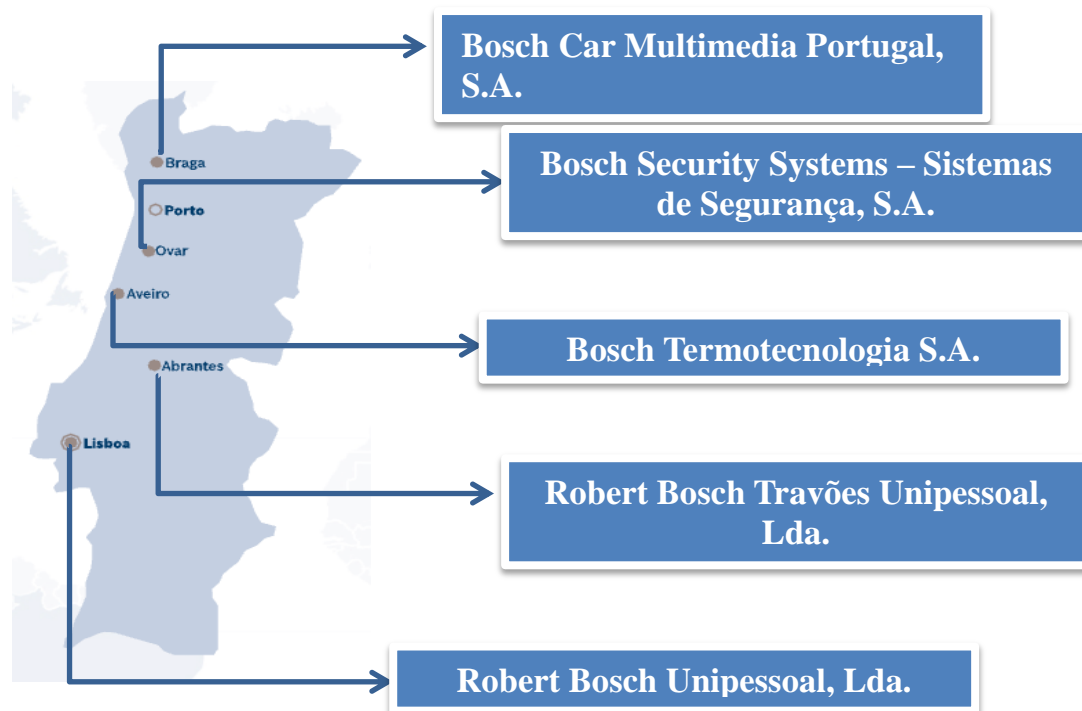 Bosch Car Multimedia Portugal,
S.A.
Braga
Bosch Security Systems – Sistemas
de Segurança, S.A.
Porto
Ovar
Aveiro
Bosch Termotecnologia S.A.
Abrantes
Lisboa
Robert Bosch Travões Unipessoal,
Lda.
Robert Bosch Unipessoal, Lda.